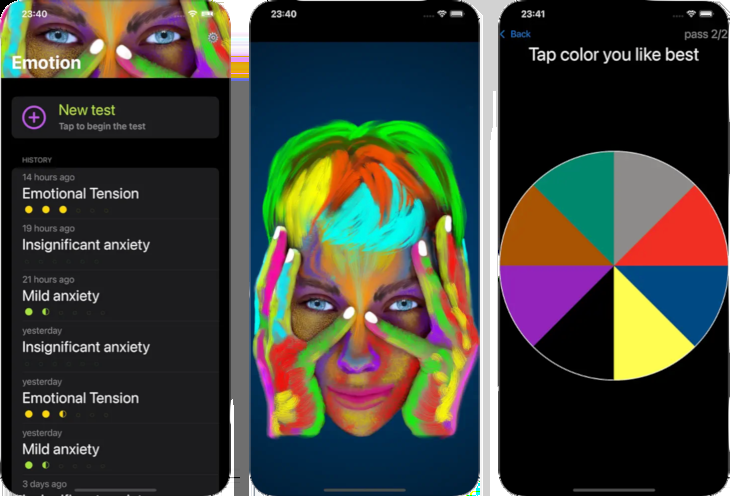 23:40
Emotion
New test
Tap to begin the test
HISTORY
14 hours ago
Emotional Tension
19 hours ago
Insignificant anxiety
21 hours ago
Mild anxiety
yesterday
Insignificant anxiety
yesterday
Emotional Tension
yesterday
Mild anxiety
3 days ago
23:40
23:41
Back
pass 2/2
Tap color you like best